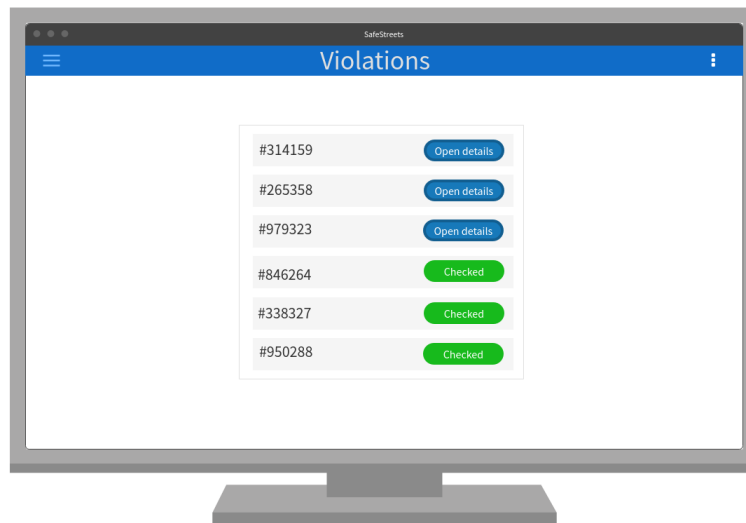 SafeStreets
Violations
#314159 Open details
#265358 Open details
#979323 Open details
#846264 Checked
#338327 Checked
#950288 Checked